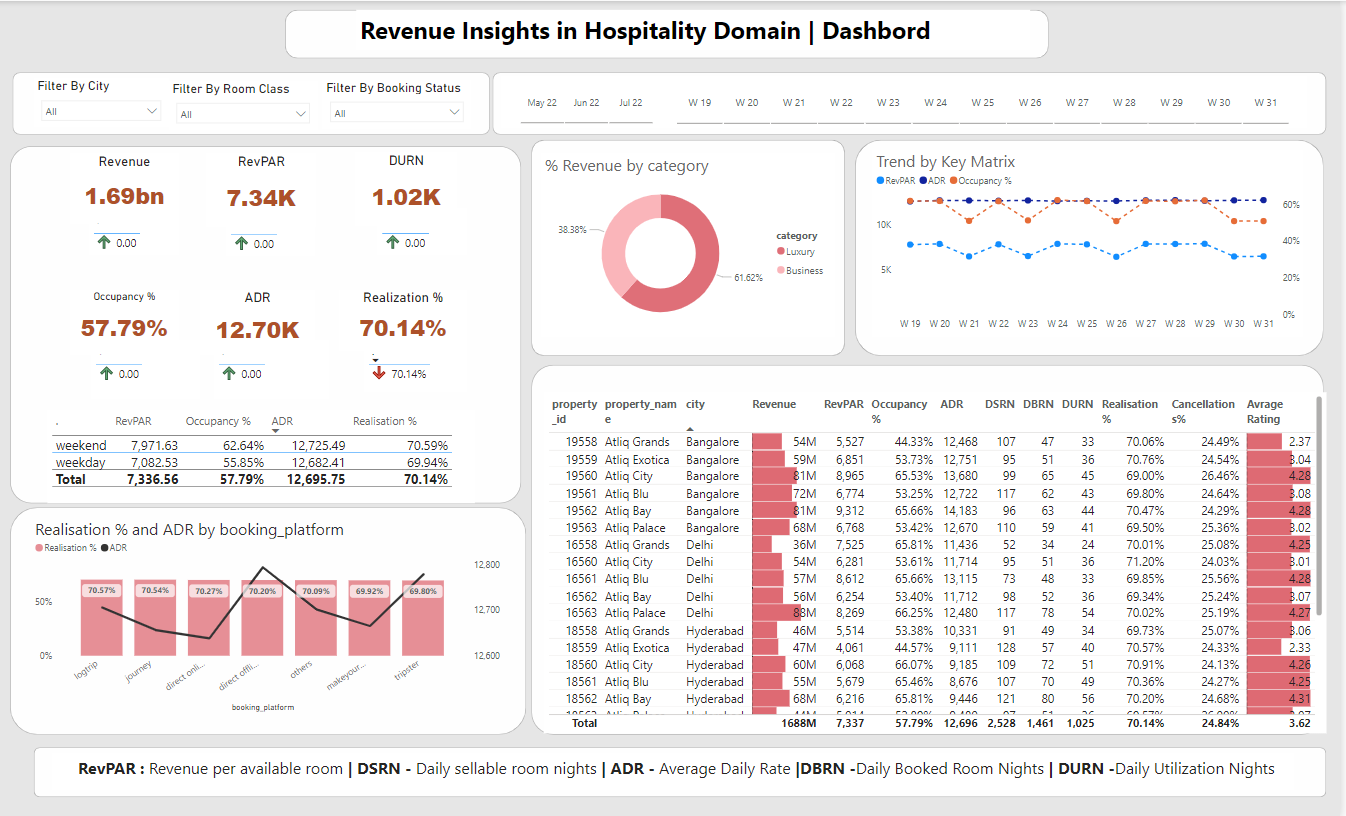 Revenue Insights in Hospitality Domain | Dashbord
Filter By City
Filter By Room Class
Filter By Booking Status
All
All
All
May 22 Jun 22 Jul 22
W 19 W 20 W 21 W 22 W 23 W 24 W 25 W 26 W 27 W 28 W 29 W 30 W 31
Revenue RevPAR DURN
1.69bn 7.34K 1.02K
0.00 0.00 0.00
Occupancy % ADR Realization %
57.79% 12.70K 70.14%
0.00 0.00 70.14%
. RevPAR Occupancy % ADR Realisation %
weekend 7,971.63 62.64% 12,725.49 70.59%
weekday 7,082.53 55.85% 12,682.41 69.94%
Total 7,336.56 57.79% 12,695.75 70.14%
% Revenue by category
38.38%
61.62%
category
Luxury
Business
Trend by Key Matrix
RevPAR ADR Occupancy %
10K
5K
60%
40%
20%
0%
W 19 W 20 W 21 W 22 W 23 W 24 W 25 W 26 W 27 W 28 W 29 W 30 W 31
Realisation % and ADR by booking_platform
Realisation % ADR
50%
0%
70.57% 70.54% 70.27% 70.20% 70.09% 69.92% 69.80%
12,800
12,700
12,600
logtrip journey direct onli... direct offli... others makeyour... tripster
booking_platform
property_id property_name city Revenue RevPAR Occupancy % ADR DSRN DBRN DURN Realisation % Cancellations% Avrage Rating
19558 Atliq Grands Bangalore 54M 5,527 44.33% 12,468 107 47 33 70.06% 24.49% 2.37
19559 Atliq Exotica Bangalore 59M 6,851 53.73% 12,751 95 51 36 70.76% 24.54% 3.04
19560 Atliq City Bangalore 81M 8,965 65.53% 13,680 99 65 45 69.00% 26.46% 4.28
19561 Atliq Blu Bangalore 72M 6,774 53.25% 12,722 117 62 43 69.80% 24.64% 3.08
19562 Atliq Bay Bangalore 81M 9,312 65.66% 14,183 96 63 44 70.47% 24.29% 4.28
19563 Atliq Palace Bangalore 68M 6,768 53.42% 12,670 110 59 41 69.50% 25.36% 3.02
16558 Atliq Grands Delhi 36M 7,525 65.81% 11,436 52 34 24 70.01% 25.08% 4.25
16560 Atliq City Delhi 54M 6,281 53.61% 11,714 95 51 36 71.20% 24.03% 3.01
16561 Atliq Blu Delhi 57M 8,612 65.66% 13,115 73 48 33 69.85% 25.56% 4.28
16562 Atliq Bay Delhi 56M 6,254 53.40% 11,712 98 52 36 69.34% 25.24% 3.07
16563 Atliq Palace Delhi 88M 8,269 66.25% 12,480 117 78 54 70.02% 25.19% 4.27
18558 Atliq Grands Hyderabad 46M 5,514 53.38% 10,331 91 49 34 69.73% 25.07% 3.06
18559 Atliq Exotica Hyderabad 47M 4,061 44.57% 9,111 128 57 40 70.57% 24.33% 2.33
18560 Atliq City Hyderabad 60M 6,068 66.07% 9,185 109 72 51 70.91% 24.13% 4.26
18561 Atliq Blu Hyderabad 55M 5,679 65.46% 8,676 107 70 49 70.36% 24.27% 4.25
18562 Atliq Bay Hyderabad 68M 6,216 65.81% 9,446 121 80 56 70.20% 24.68% 4.31
Total 1688M 7,337 57.79% 12,696 2,528 1,461 1,025 70.14% 24.84% 3.62
RevPAR : Revenue per available room | DSRN - Daily sellable room nights | ADR - Average Daily Rate |DBRN -Daily Booked Room Nights | DURN -Daily Utilization Nights